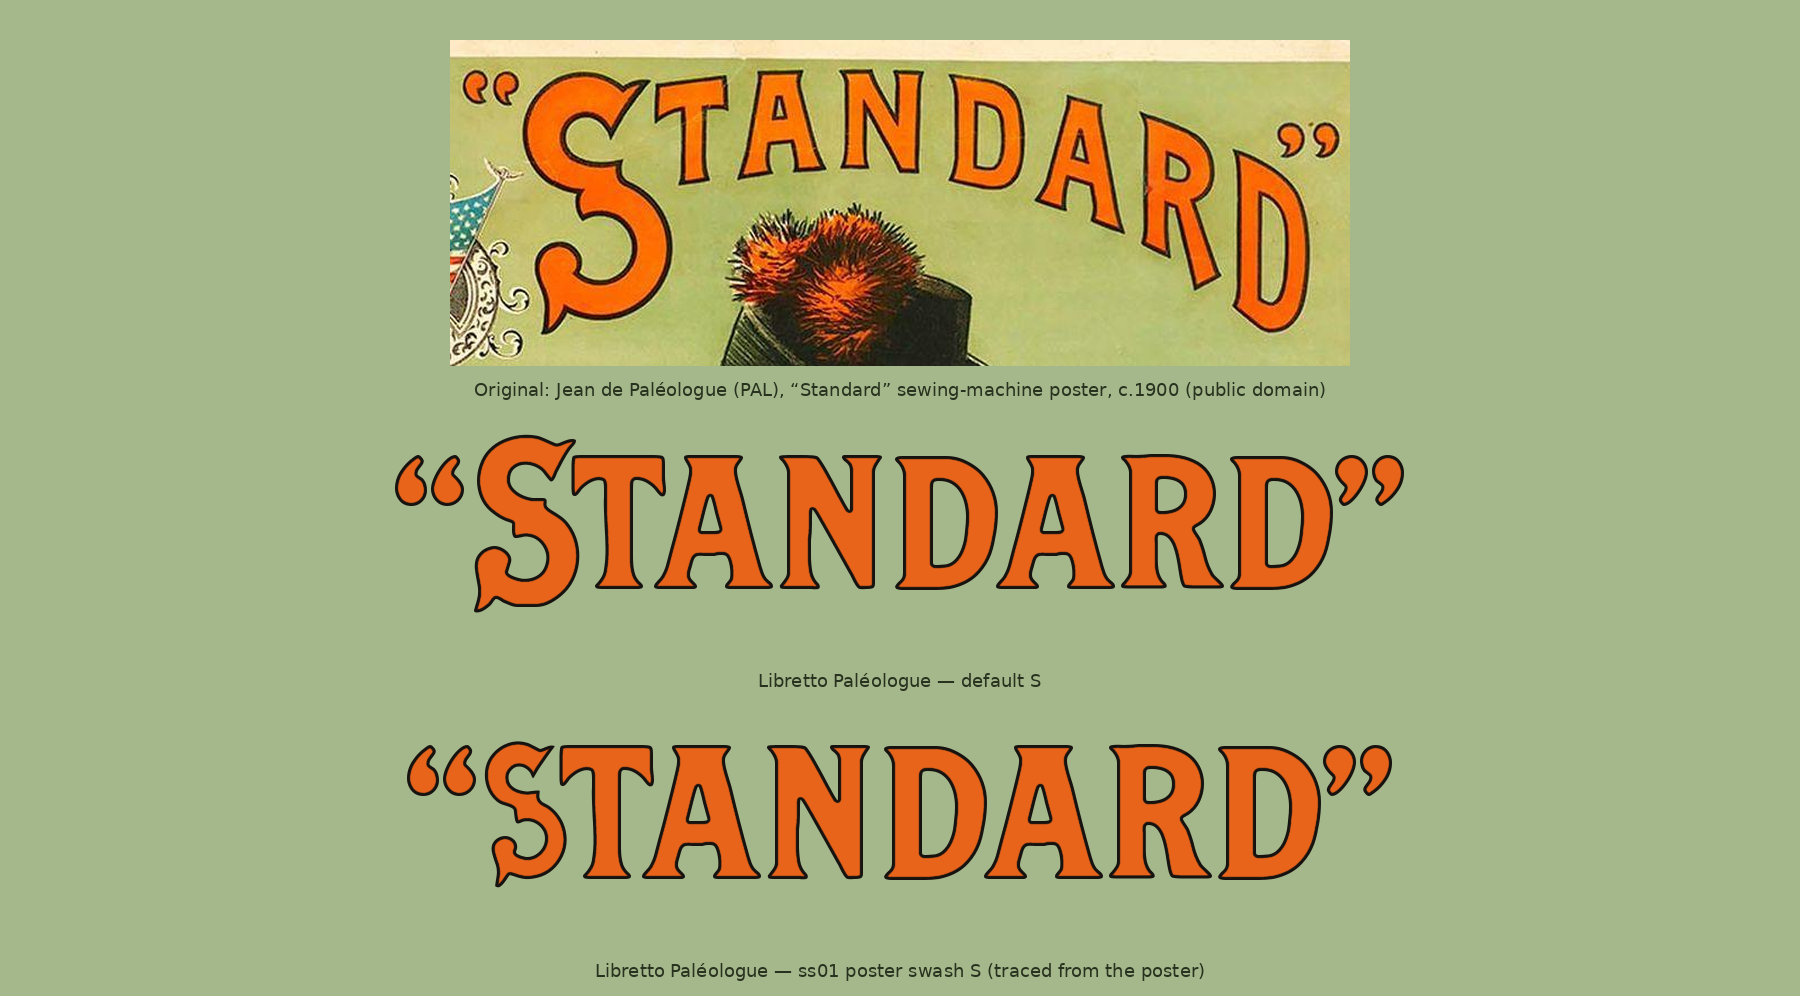 “STANDARD”
Original: Jean de Paléologue (PAL), “Standard” sewing-machine poster, c.1900 (public domain)
“STANDARD”
Libretto Paléologue — default S
“STANDARD”
Libretto Paléologue — ss01 poster swash S (traced from the poster)